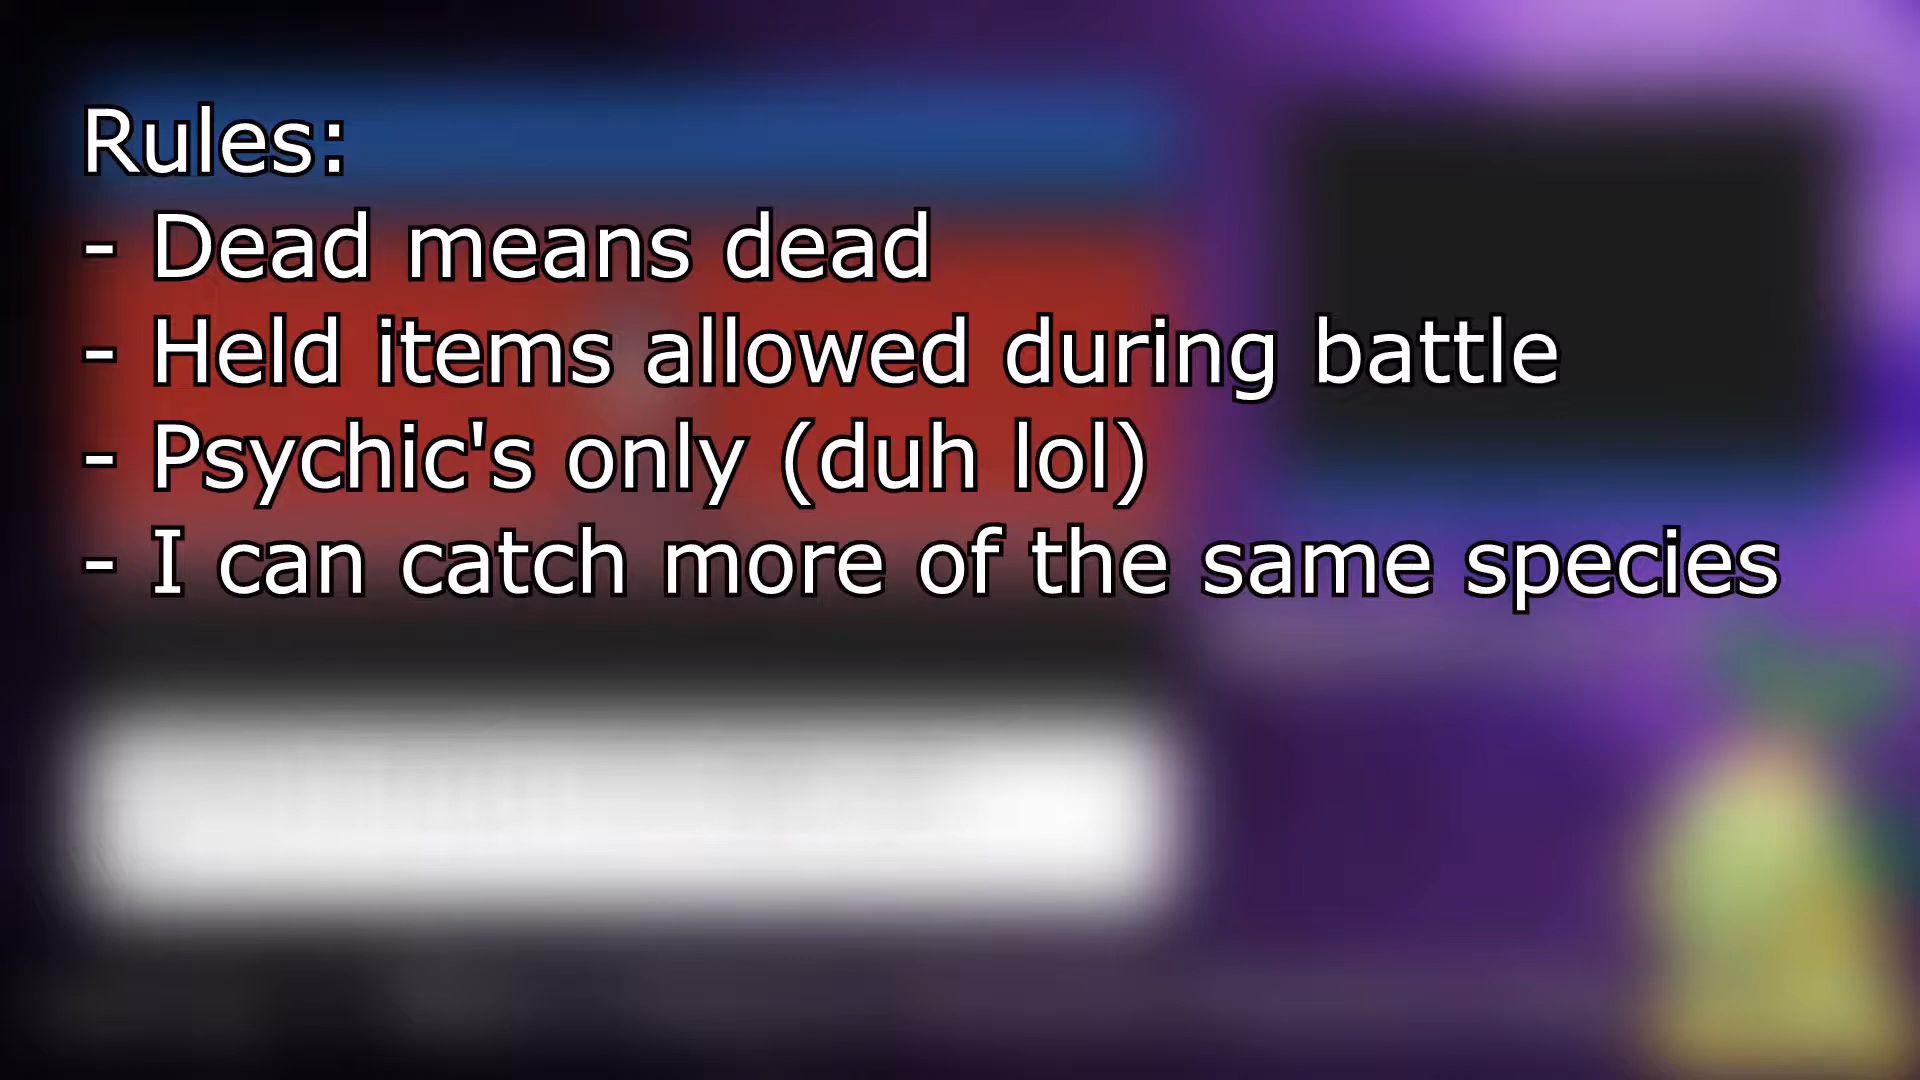 Rules:
- Dead means dead
- Held items allowed during battle
- Psychic's only (duh lol)
- I can catch more of the same species